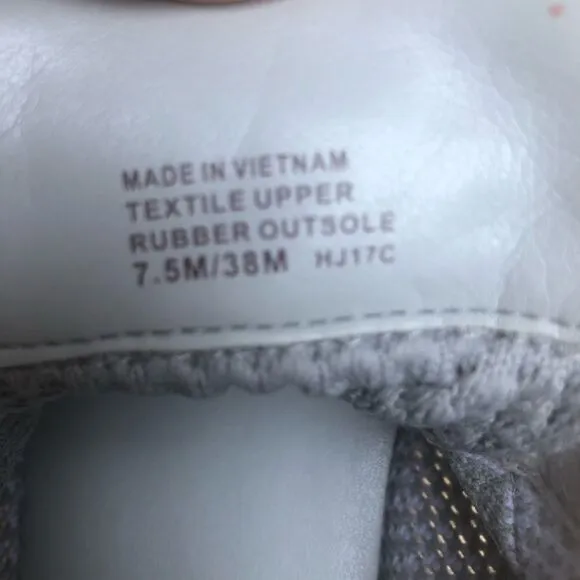 MADE IN VIETNAM
TEXTILE UPPER
RUBBER OUTSOLE
7.5M/38M HJ17C